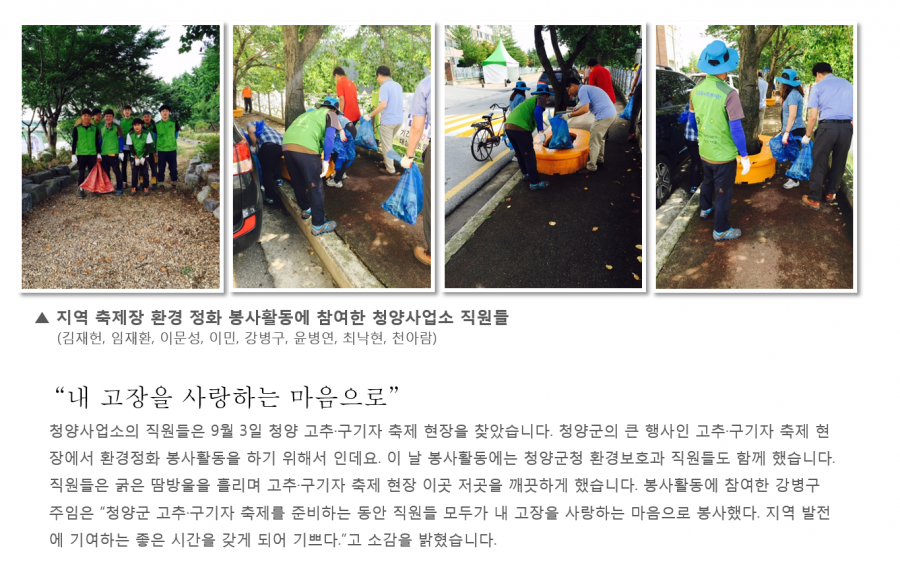 ▲ 지역 축제장 환경 정화 봉사활동에 참여한 청양사업소 직원들
(김재헌, 임재환, 이문성, 이민, 강병구, 윤병연, 최낙현, 천아람)
“내 고장을 사랑하는 마음으로”
청양사업소의 직원들은 9월 3일 청양 고추·구기자 축제 현장을 찾았습니다. 청양군의 큰 행사인 고추·구기자 축제 현
장에서 환경정화 봉사활동을 하기 위해서 인데요. 이 날 봉사활동에는 청양군청 환경보호과 직원들도 함께 했습니다.
직원들은 굵은 땀방울을 흘리며 고추·구기자 축제 현장 이곳 저곳을 깨끗하게 했습니다. 봉사활동에 참여한 강병구
주임은 “청양군 고추·구기자 축제를 준비하는 동안 직원들 모두가 내 고장을 사랑하는 마음으로 봉사했다. 지역 발전
에 기여하는 좋은 시간을 갖게 되어 기쁘다.”고 소감을 밝혔습니다.